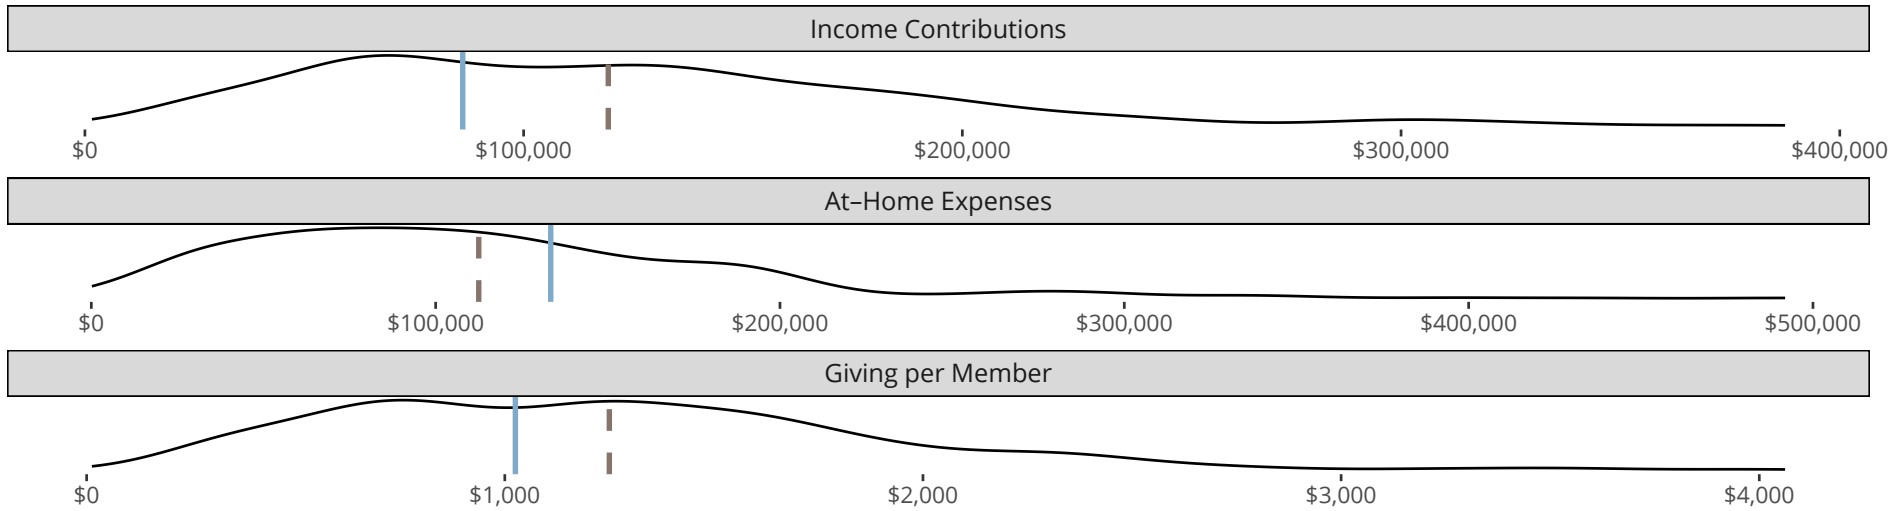 Income Contributions
$0 $100,000 $200,000 $300,000 $400,000
At–Home Expenses
$0 $100,000 $200,000 $300,000 $400,000 $500,000
Giving per Member
$0 $1,000 $2,000 $3,000 $4,000